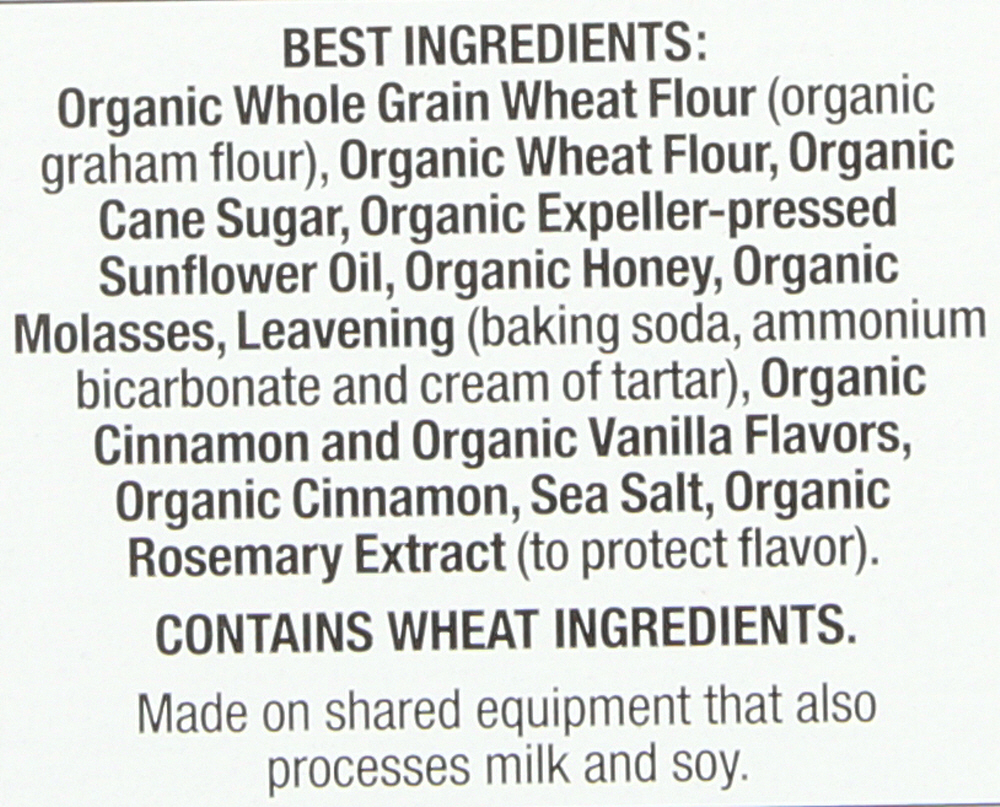 BEST INGREDIENTS:
Organic Whole Grain Wheat Flour (organic
graham flour), Organic Wheat Flour, Organic
Cane Sugar, Organic Expeller-pressed
Sunflower Oil, Organic Honey, Organic
Molasses, Leavening (baking soda, ammonium
bicarbonate and cream of tartar), Organic
Cinnamon and Organic Vanilla Flavors,
Organic Cinnamon, Sea Salt, Organic
Rosemary Extract (to protect flavor).
CONTAINS WHEAT INGREDIENTS.
Made on shared equipment that also
processes milk and soy.